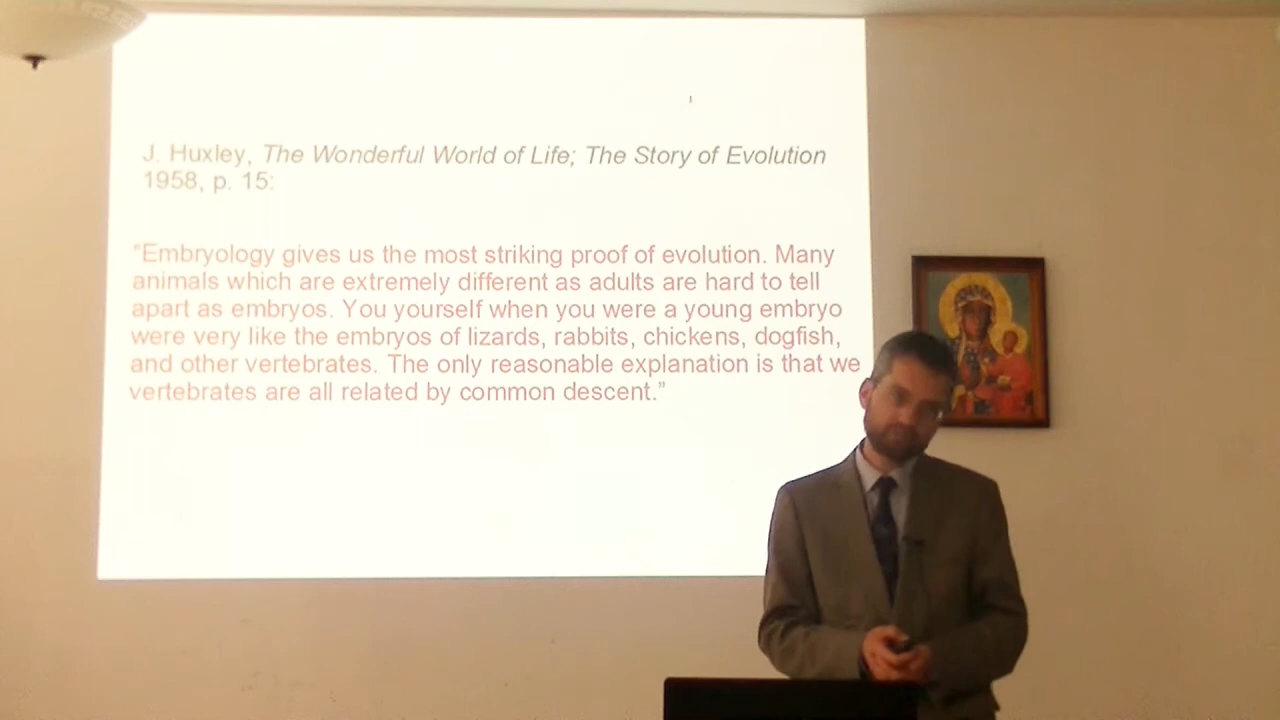 J. Huxley, The Wonderful World of Life; The Story of Evolution
1958, p. 15:
“Embryology gives us the most striking proof of evolution. Many
animals which are extremely different as adults are hard to tell
apart as embryos. You yourself when you were a young embryo
were very like the embryos of lizards, rabbits, chickens, dogfish,
and other vertebrates. The only reasonable explanation is that we
vertebrates are all related by common descent.”